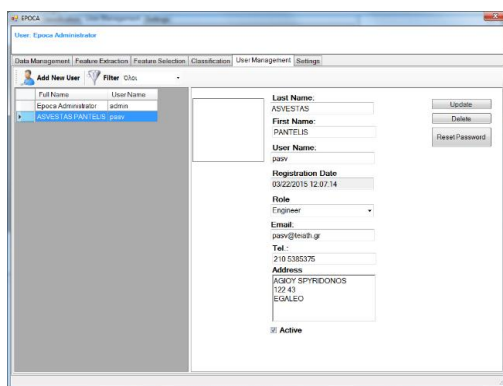 EPOCA
User: Epoca Administrator
Data Management Feature Extraction Feature Selection Classification User Management Settings
Add New User Filter
Full Name User Name
Epoca Administrator admin
ASVESTAS PANTELIS pasv
Last Name:
ASVESTAS
First Name:
PANTELIS
User Name:
pasv
Registration Date
03/22/2015 12:07:14
Role
Engineer
Email:
pasv@teiath.gr
Tel.:
210 5385375
Address
AGIOY SPYRIDONOS
122 43
EGALEO
Active
Update
Delete
Reset Password